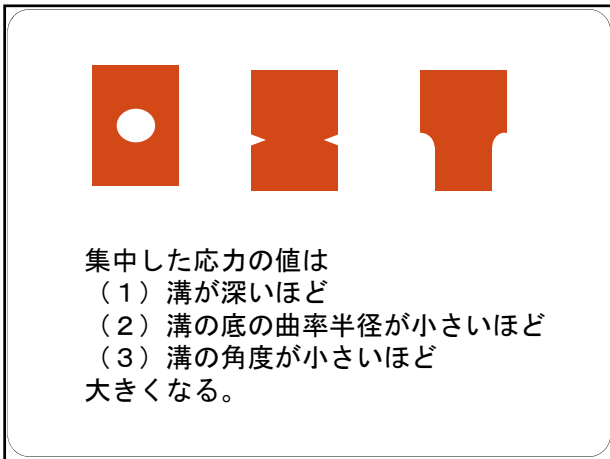 集中した応力の値は
（１）溝が深いほど
（２）溝の底の曲率半径が小さいほど
（３）溝の角度が小さいほど
大きくなる。